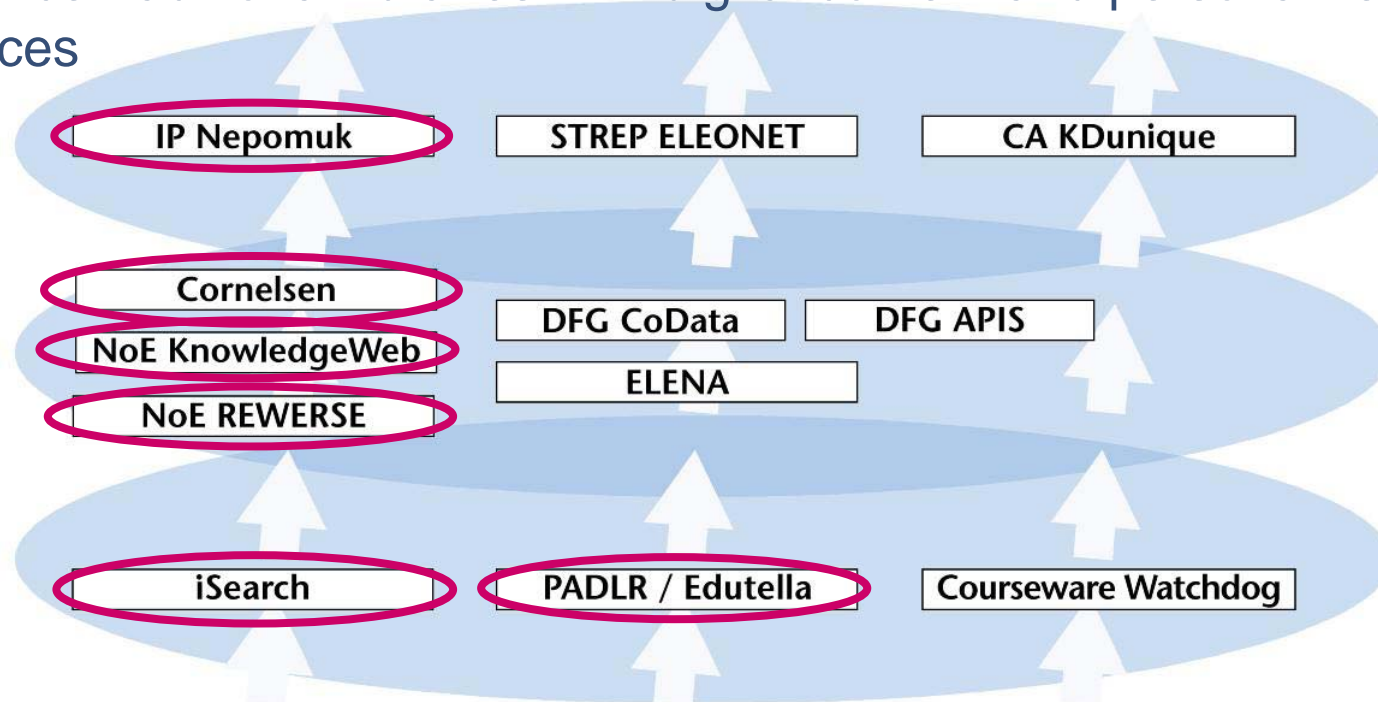 ces
IP Nepomuk
STREP ELEONET
CA KDunique
Cornelsen
DFG CoData
DFG APIS
NoE KnowledgeWeb
ELENA
NoE REWERSE
iSearch
PADLR / Edutella
Courseware Watchdog